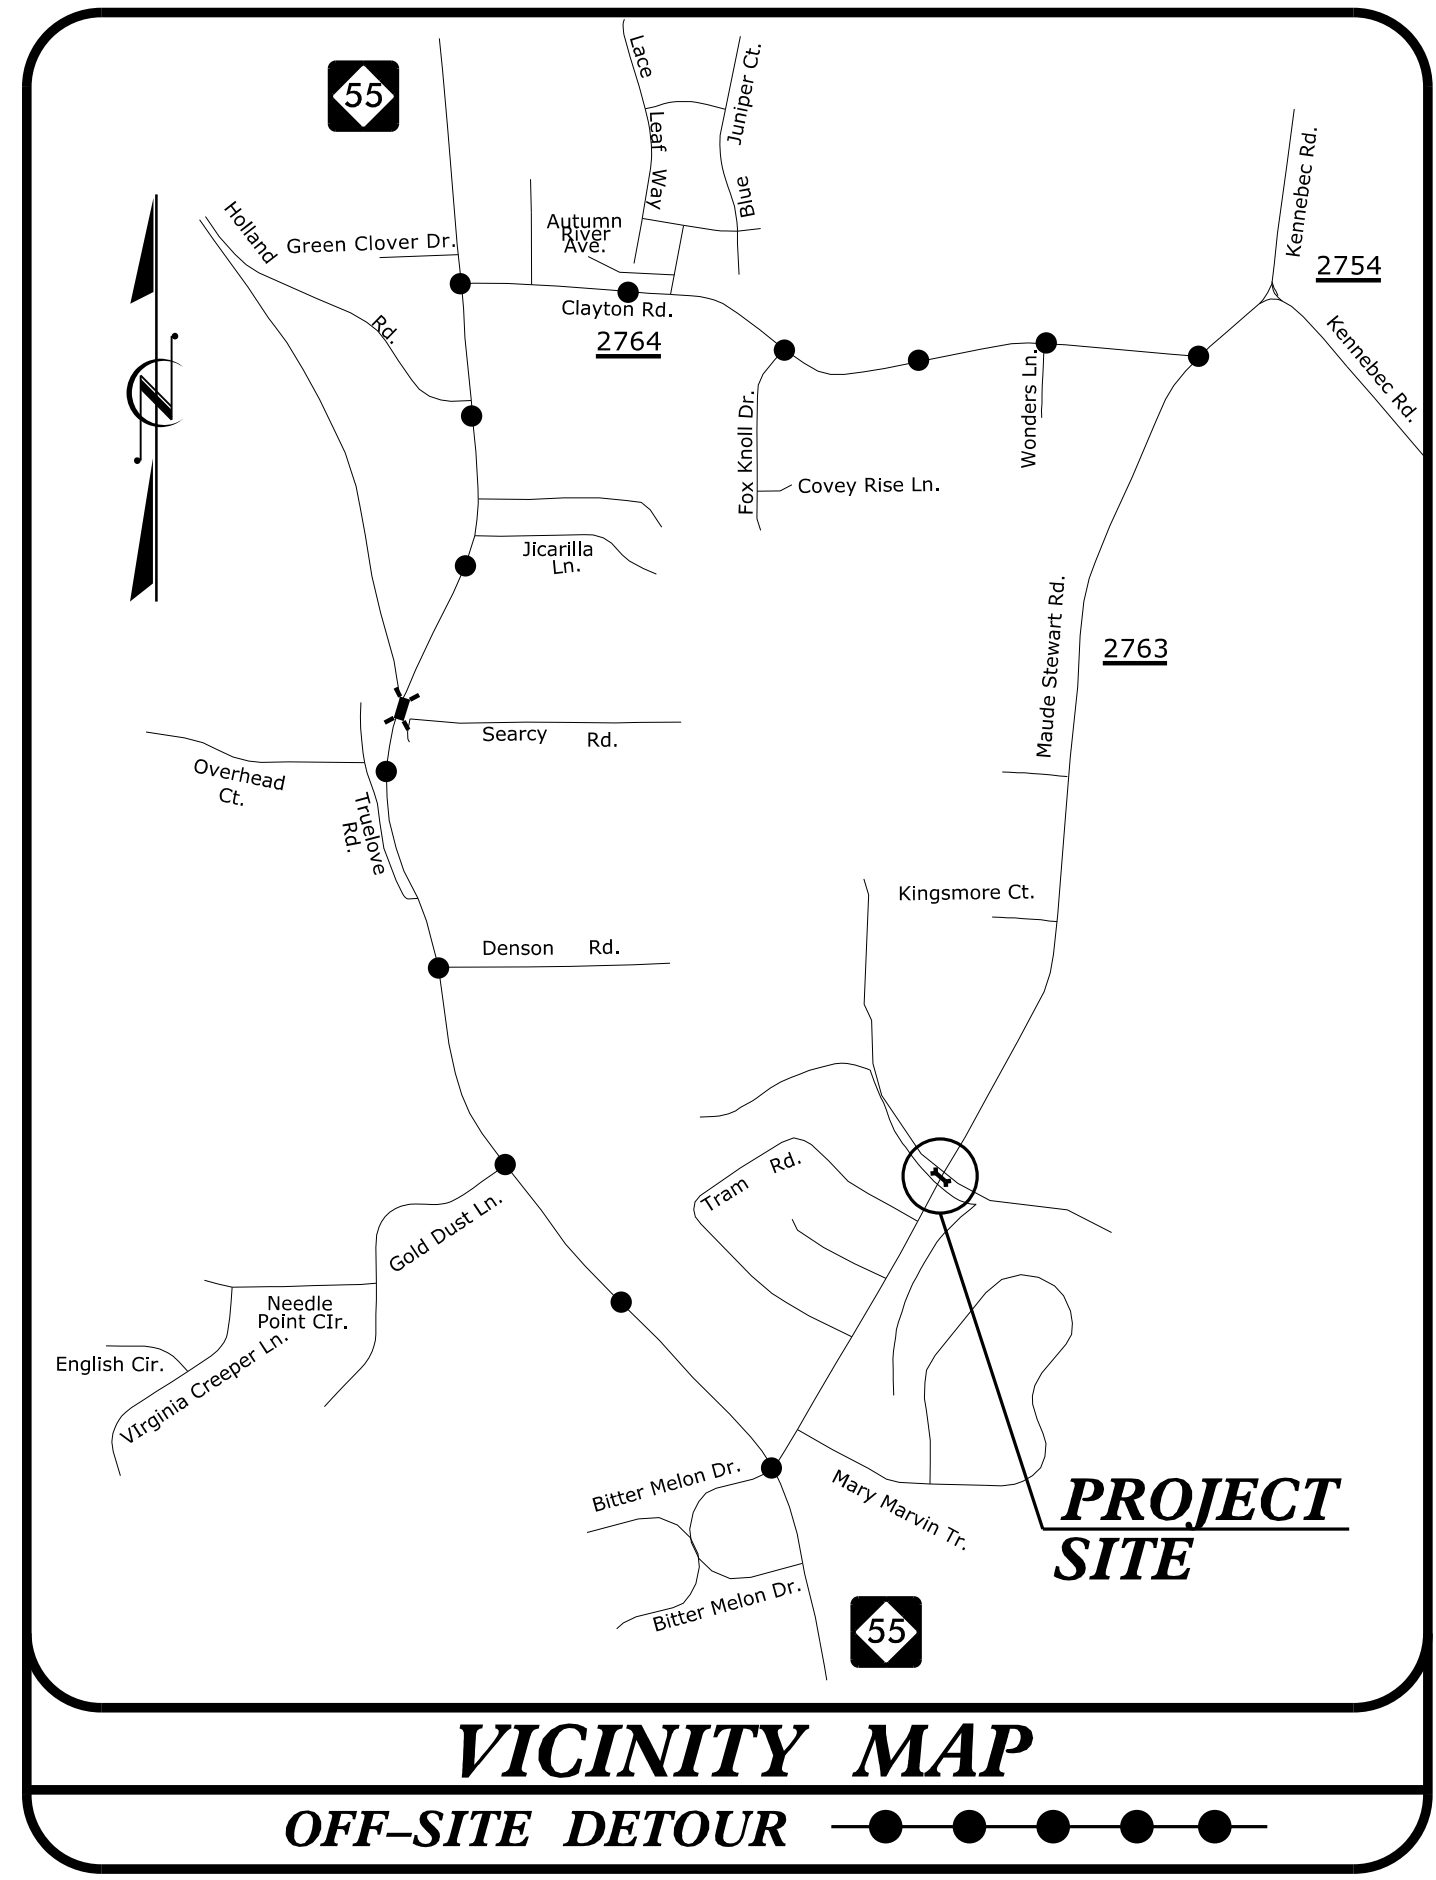 55
Lace
Leaf Way
Juniper Ct.
Blue
Kennebec Rd.
2754
Kennebec Rd.
Holland
Rd.
Green Clover Dr.
Autumn
River
Ave.
Clayton Rd.
2764
Fox Knoll Dr.
Covey Rise Ln.
Wonders Ln.
N
Jicarilla
Ln.
Maude Stewart Rd.
2763
Searcy Rd.
Overhead
Ct.
Truelove
Rd.
Kingsmore Ct.
Denson Rd.
Tram Rd.
Gold Dust Ln.
Needle
Point CIr.
English Cir.
VIrginia Creeper Ln.
Bitter Melon Dr.
Mary Marvin Tr.
Bitter Melon Dr.
PROJECT
SITE
55
VICINITY MAP
OFF-SITE DETOUR